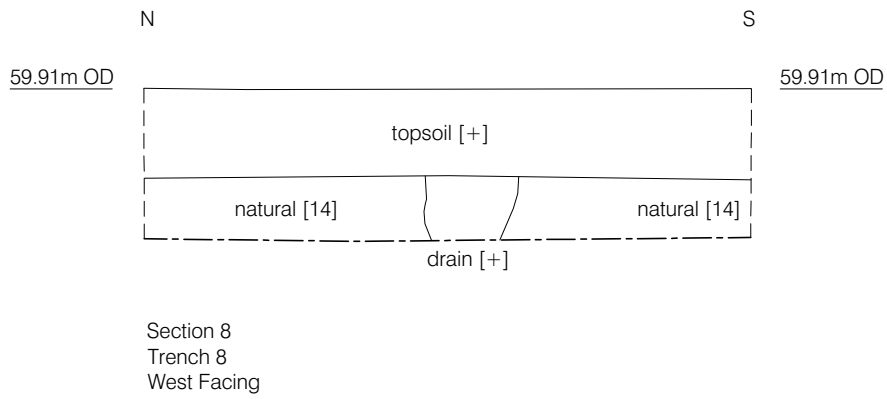 N S
59.91m OD 59.91m OD
topsoil [+]
natural [14] natural [14]
drain [+]
Section 8
Trench 8
West Facing